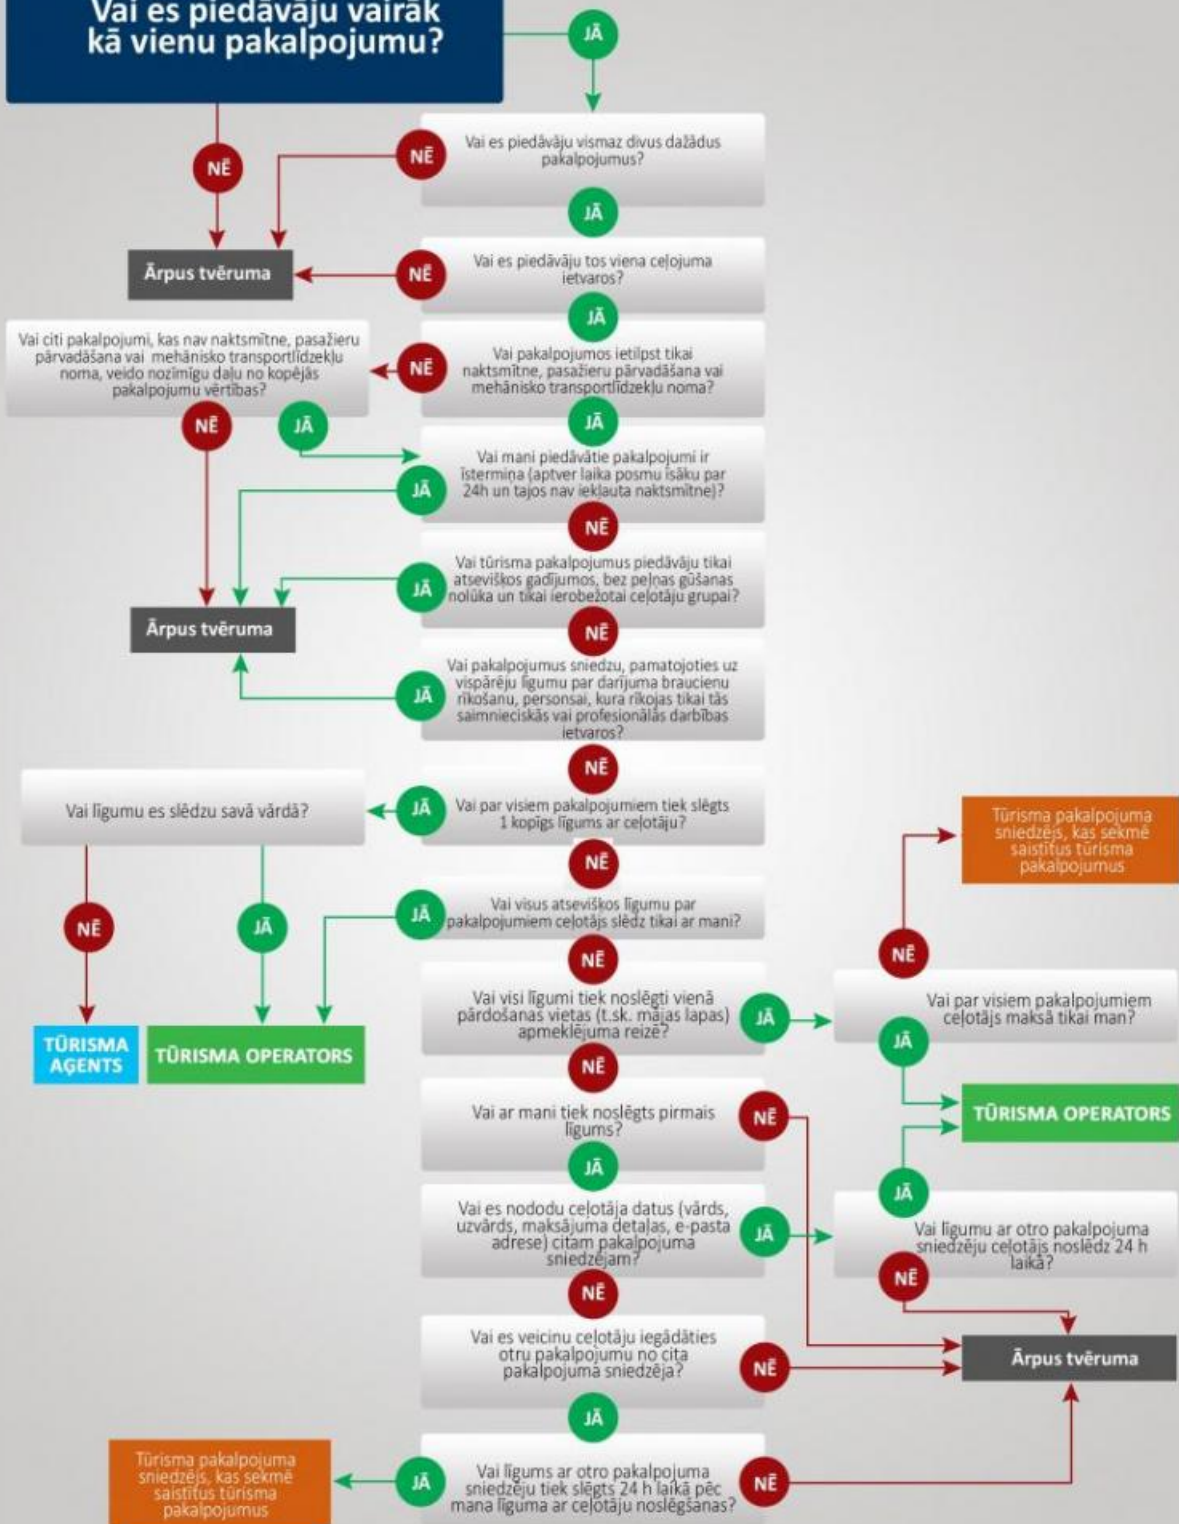 Vai es piedāvāju vairāk
kā vienu pakalpojumu?
JĀ
NĒ
NĒ
Vai es piedāvāju vismaz divus dažādus
pakalpojumus?
JĀ
Ārpus tvēruma
NĒ
Vai es piedāvāju tos viena ceļojuma
ietvaros?
JĀ
Vai citi pakalpojumi, kas nav naktsmītne, pasažieru
pārvadāšana vai mehānisko transportlīdzekļu
noma, veido nozīmīgu daļu no kopējās
pakalpojumu vērtības?
NĒ
Vai pakalpojumos ietilpst tikai
naktsmītne, pasažieru pārvadāšana vai
mehānisko transportlīdzekļu noma?
NĒ
JĀ
JĀ
Vai mani piedāvātie pakalpojumi ir
īstermiņa (aptver laika posmu īsāku par
24h un tajos nav iekļauta naktsmītne)?
JĀ
NĒ
Vai tūrisma pakalpojumus piedāvāju tikai
atsevišķos gadījumos, bez peļņas gūšanas
nolūka un tikai ierobežotai ceļotāju grupai?
JĀ
Ārpus tvēruma
NĒ
Vai pakalpojumus sniedzu, pamatojoties uz
vispārēju līgumu par darījuma braucienu
rīkošanu, personsai, kura rīkojas tikai tās
saimnieciskās vai profesionālās darbības
ietvaros?
JĀ
NĒ
Vai līgumu es slēdzu savā vārdā?
JĀ
Vai par visiem pakalpojumiem tiek slēgts
1 kopīgs līgums ar ceļotāju?
Tūrisma pakalpojuma
sniedzējs, kas sekmē
saistītus tūrisma
pakalpojumus
NĒ
NĒ
JĀ
JĀ
Vai visus atsevišķos līgumu par
pakalpojumiem ceļotājs slēdz tikai ar mani?
NĒ
NĒ
TŪRISMA
AĢENTS
TŪRISMA OPERATORS
Vai visi līgumi tiek noslēgti vienā
pārdošanas vietas (t.sk. mājas lapas)
apmeklējuma reizē?
JĀ
Vai par visiem pakalpojumiem
ceļotājs maksā tikai man?
JĀ
NĒ
Vai ar mani tiek noslēgts pirmais
līgums?
NĒ
TŪRISMA OPERATORS
JĀ
Vai es nododu ceļotāja datus (vārds,
uzvārds, maksājuma detaļas, e-pasta
adrese) citam pakalpojuma
sniedzējam?
JĀ
JĀ
Vai līgumu ar otro pakalpojuma
sniedzēju ceļotājs noslēdz 24 h
laikā?
NĒ
NĒ
Vai es veicinu ceļotāju iegādāties
otru pakalpojumu no cita
pakalpojuma sniedzēja?
NĒ
Ārpus tvēruma
JĀ
Tūrisma pakalpojuma
sniedzējs, kas sekmē
saistītus tūrisma
pakalpojumus
JĀ
Vai līgums ar otro pakalpojuma
sniedzēju tiek slēgts 24 h laikā pēc
mana līguma ar ceļotāju noslēgšanas?
NĒ